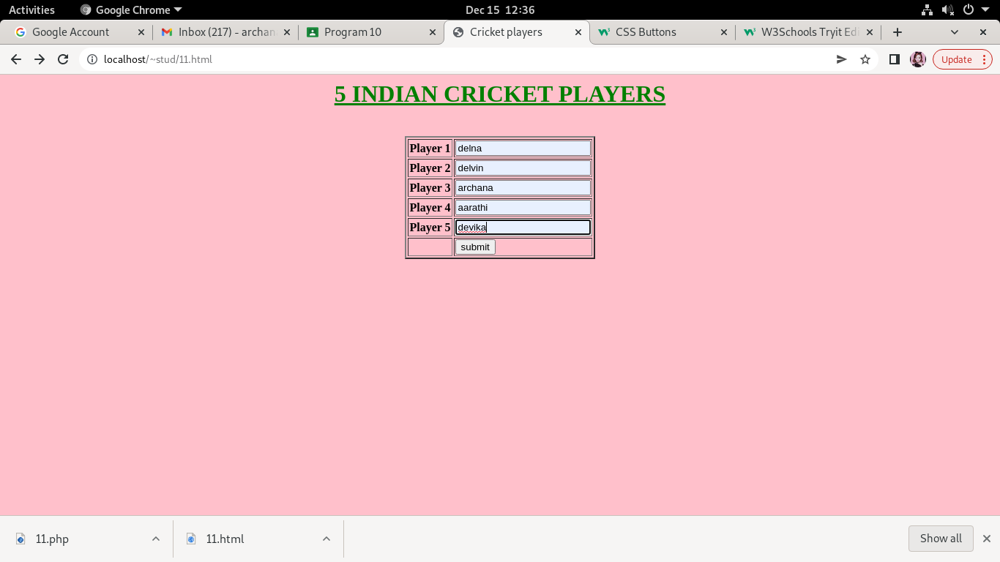 Activities Google Chrome Dec 15 12:36
Google Account Inbox (217) - archan Program 10 Cricket players CSS Buttons W3Schools Tryit Edi
localhost/~stud/11.html Update
5 INDIAN CRICKET PLAYERS
Player 1 delna
Player 2 delvin
Player 3 archana
Player 4 aarathi
Player 5 devika
submit
11.php 11.html Show all